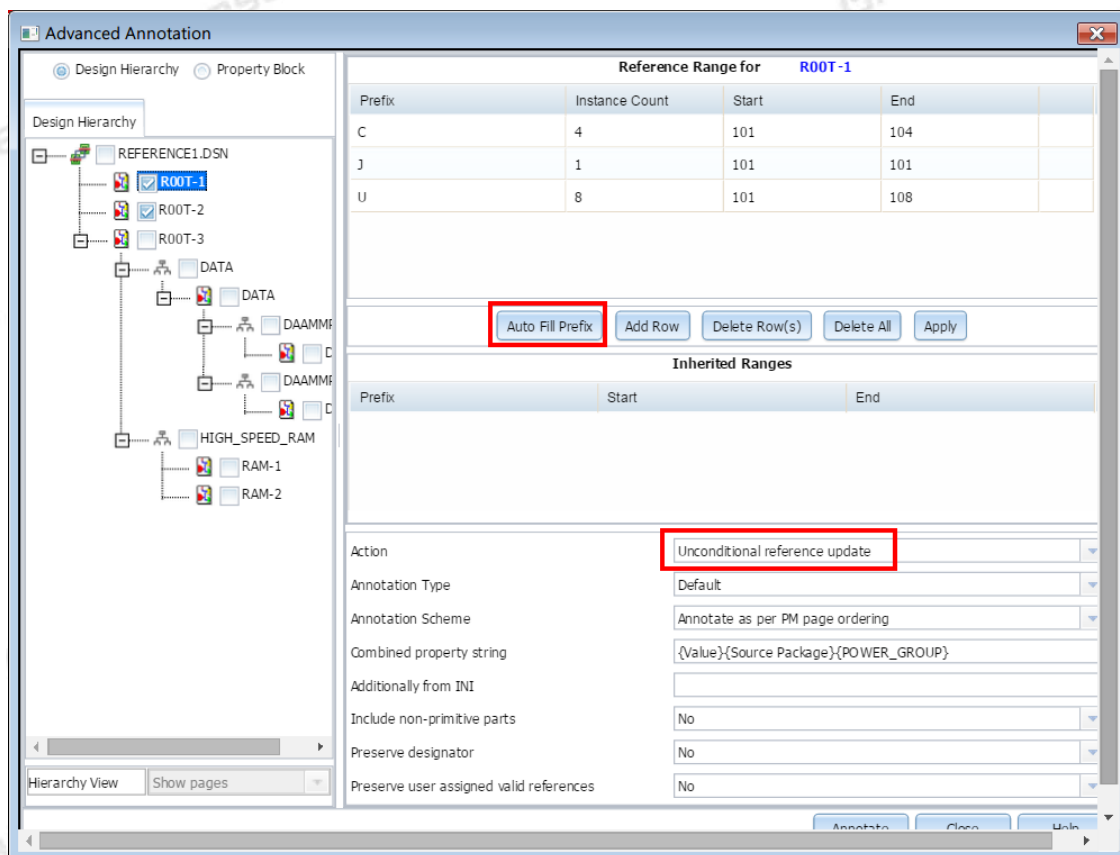 Advanced Annotation
Design Hierarchy Property Block
Design Hierarchy
REFERENCE1.DSN
R00T-1
R00T-2
R00T-3
DATA
DATA
DAAMMP
D
DAAMMP
D
HIGH_SPEED_RAM
RAM-1
RAM-2
Hierarchy View Show pages
Reference Range for R00T-1
Prefix Instance Count Start End
C 4 101 104
J 1 101 101
U 8 101 108
Auto Fill Prefix Add Row Delete Row(s) Delete All Apply
Inherited Ranges
Prefix Start End
Action Unconditional reference update
Annotation Type Default
Annotation Scheme Annotate as per PM page ordering
Combined property string {Value}{Source Package}{POWER_GROUP}
Additionally from INI
Include non-primitive parts No
Preserve designator No
Preserve user assigned valid references No
Annotate Close Help